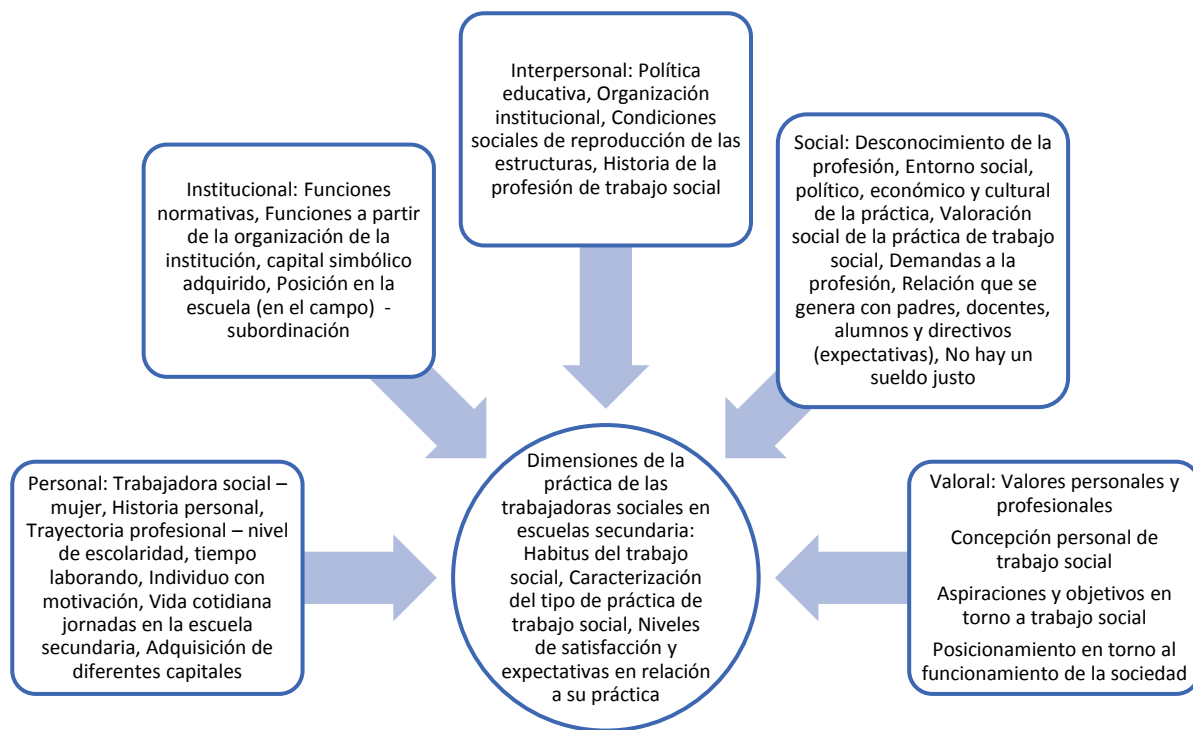 Interpersonal: Política
educativa, Organización
institucional, Condiciones
sociales de reproducción de las
estructuras, Historia de la
profesión de trabajo social
Institucional: Funciones
normativas, Funciones a partir
de la organización de la
institución, capital simbólico
adquirido, Posición en la
escuela (en el campo)  -
subordinación
Social: Desconocimiento de la
profesión, Entorno social,
político, económico y cultural
de la práctica, Valoración
social de la práctica de trabajo
social, Demandas a la
profesión, Relación que se
genera con padres, docentes,
alumnos y directivos
(expectativas), No hay un
sueldo justo
Personal: Trabajadora social –
mujer, Historia personal,
Trayectoria profesional – nivel
de escolaridad, tiempo
laborando, Individuo con
motivación, Vida cotidiana
jornadas en la escuela
secundaria, Adquisición de
diferentes capitales
Dimensiones de la
práctica de las
trabajadoras sociales en
escuelas secundaria:
Habitus del trabajo
social, Caracterización
del tipo de práctica de
trabajo social, Niveles
de satisfacción y
expectativas en relación
a su práctica
Valoral: Valores personales y
profesionales
Concepción personal de
trabajo social
Aspiraciones y objetivos en
torno a trabajo social
Posicionamiento en torno al
funcionamiento de la sociedad